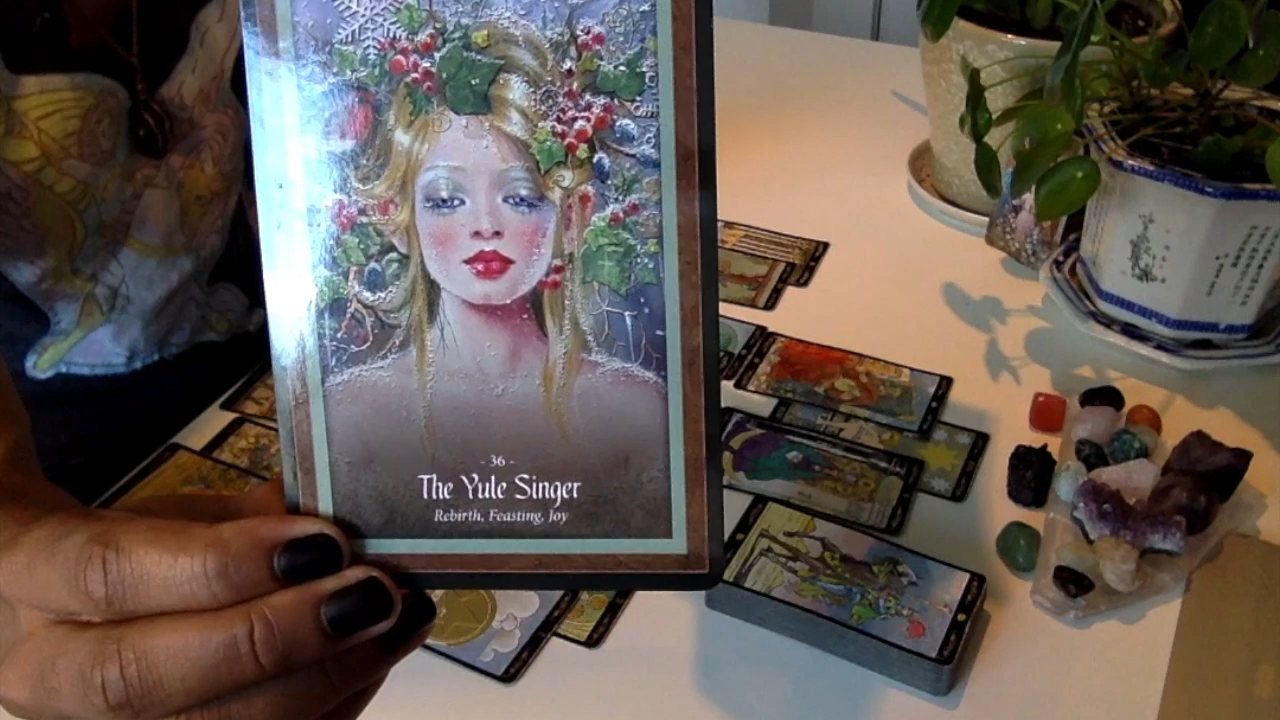 - 36 -
The Yule Singer
Rebirth, Feasting, Joy